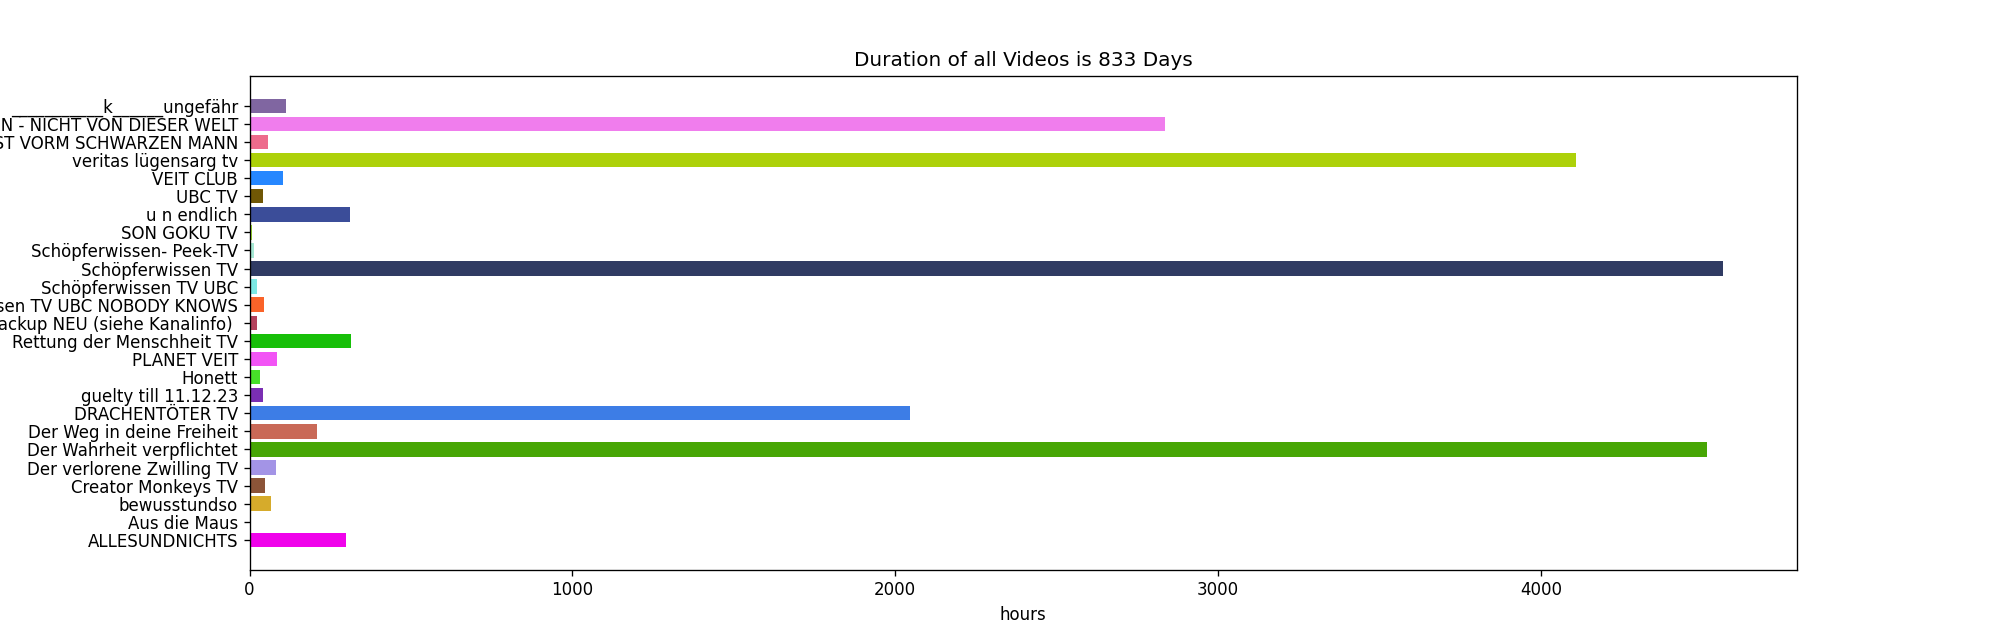 Duration of all Videos is 833 Days
k ungefähr
N - NICHT VON DIESER WELT
ST VORM SCHWARZEN MANN
veritas lügensarg tv
VEIT CLUB
UBC TV
u n endlich
SON GOKU TV
Schöpferwissen- Peek-TV
Schöpferwissen TV
Schöpferwissen TV UBC
sen TV UBC NOBODY KNOWS
ackup NEU (siehe Kanalinfo)
Rettung der Menschheit TV
PLANET VEIT
Honett
guelty till 11.12.23
DRACHENTÖTER TV
Der Weg in deine Freiheit
Der Wahrheit verpflichtet
Der verlorene Zwilling TV
Creator Monkeys TV
bewusstundso
Aus die Maus
ALLESUNDNICHTS
0 1000 2000 3000 4000
hours